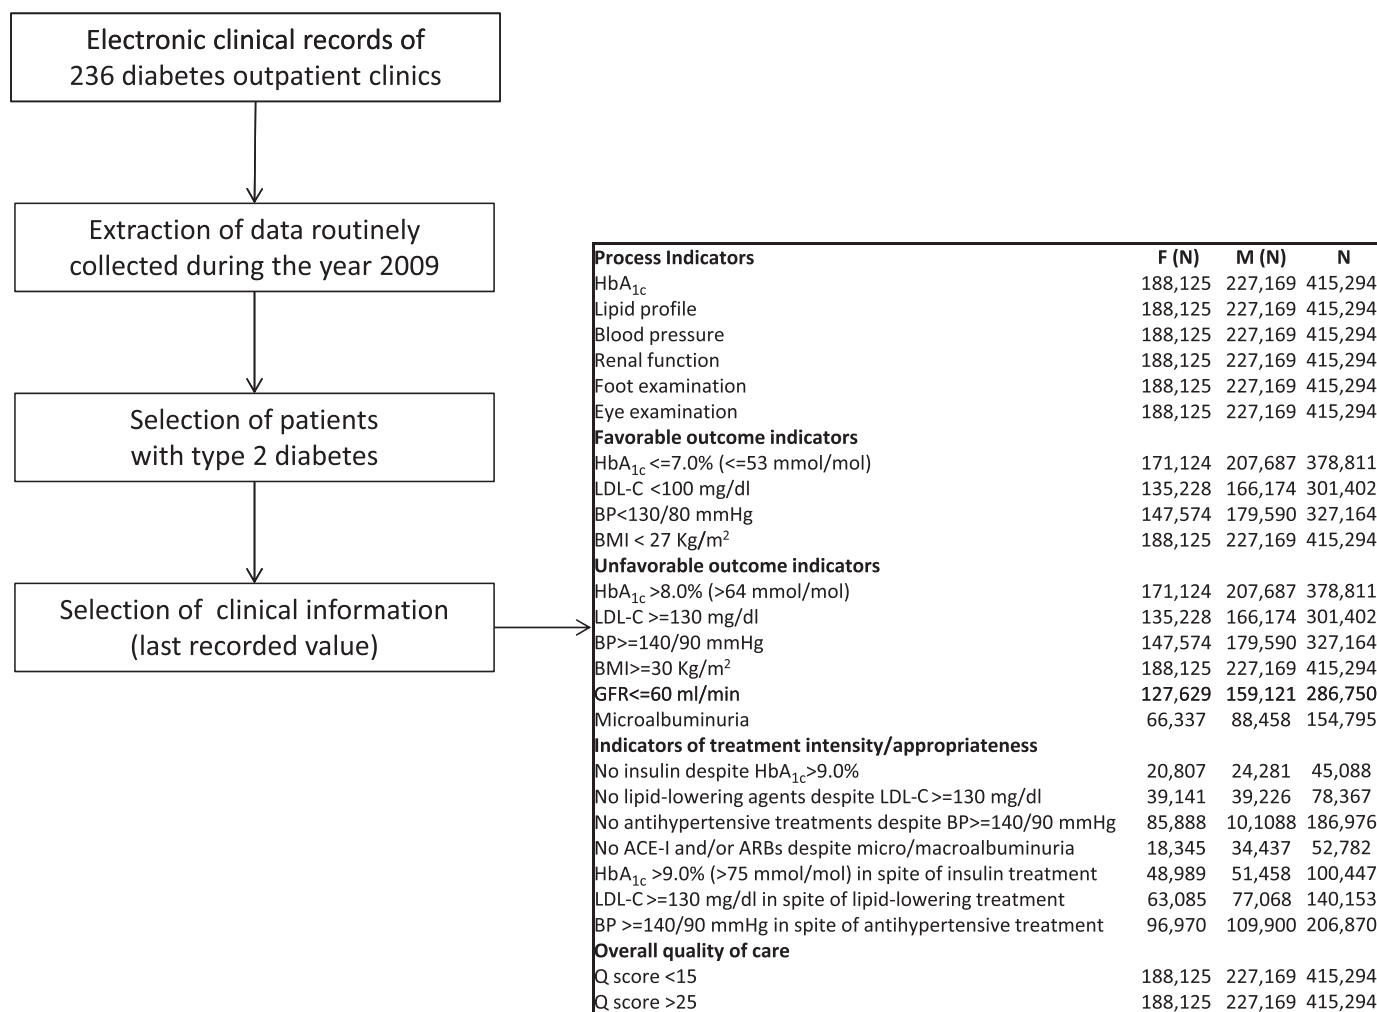 Electronic clinical records of
236 diabetes outpatient clinics
Extraction of data routinely
collected during the year 2009
Selection of patients
with type 2 diabetes
Selection of clinical information
(last recorded value)
Process Indicators F (N) M (N) N
HbA1c 188,125 227,169 415,294
Lipid profile 188,125 227,169 415,294
Blood pressure 188,125 227,169 415,294
Renal function 188,125 227,169 415,294
Foot examination 188,125 227,169 415,294
Eye examination 188,125 227,169 415,294
Favorable outcome indicators
HbA1c <=7.0% (<=53 mmol/mol) 171,124 207,687 378,811
LDL-C <100 mg/dl 135,228 166,174 301,402
BP<130/80 mmHg 147,574 179,590 327,164
BMI < 27 Kg/m² 188,125 227,169 415,294
Unfavorable outcome indicators
HbA1c >8.0% (>64 mmol/mol) 171,124 207,687 378,811
LDL-C >=130 mg/dl 135,228 166,174 301,402
BP>=140/90 mmHg 147,574 179,590 327,164
BMI>=30 Kg/m² 188,125 227,169 415,294
GFR<=60 ml/min 127,629 159,121 286,750
Microalbuminuria 66,337 88,458 154,795
Indicators of treatment intensity/appropriateness
No insulin despite HbA1c>9.0% 20,807 24,281 45,088
No lipid-lowering agents despite LDL-C >=130 mg/dl 39,141 39,226 78,367
No antihypertensive treatments despite BP>=140/90 mmHg 85,888 10,1088 186,976
No ACE-I and/or ARBs despite micro/macroalbuminuria 18,345 34,437 52,782
HbA1c >9.0% (>75 mmol/mol) in spite of insulin treatment 48,989 51,458 100,447
LDL-C >=130 mg/dl in spite of lipid-lowering treatment 63,085 77,068 140,153
BP >=140/90 mmHg in spite of antihypertensive treatment 96,970 109,900 206,870
Overall quality of care
Q score <15 188,125 227,169 415,294
Q score >25 188,125 227,169 415,294